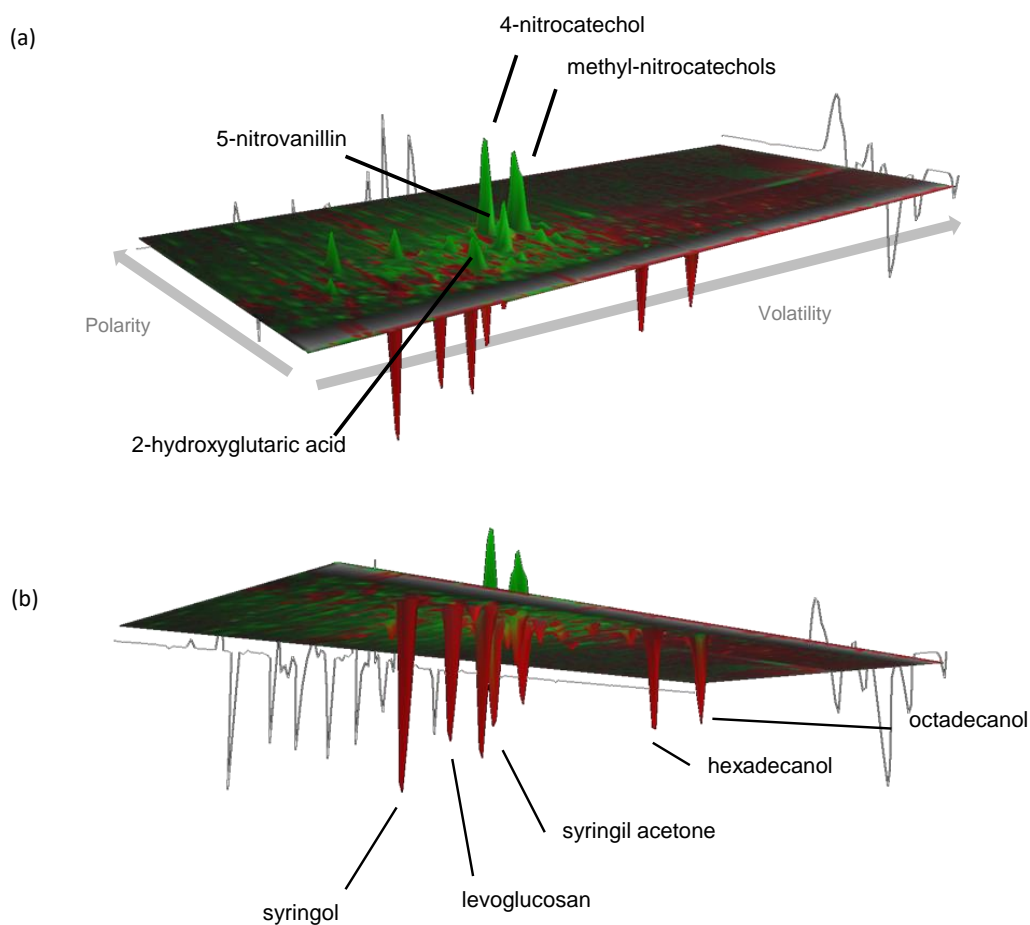 (a)
4-nitrocatechol
methyl-nitrocatechols
5-nitrovanillin
Polarity
Volatility
2-hydroxyglutaric acid
(b)
octadecanol
hexadecanol
syringil acetone
levoglucosan
syringol